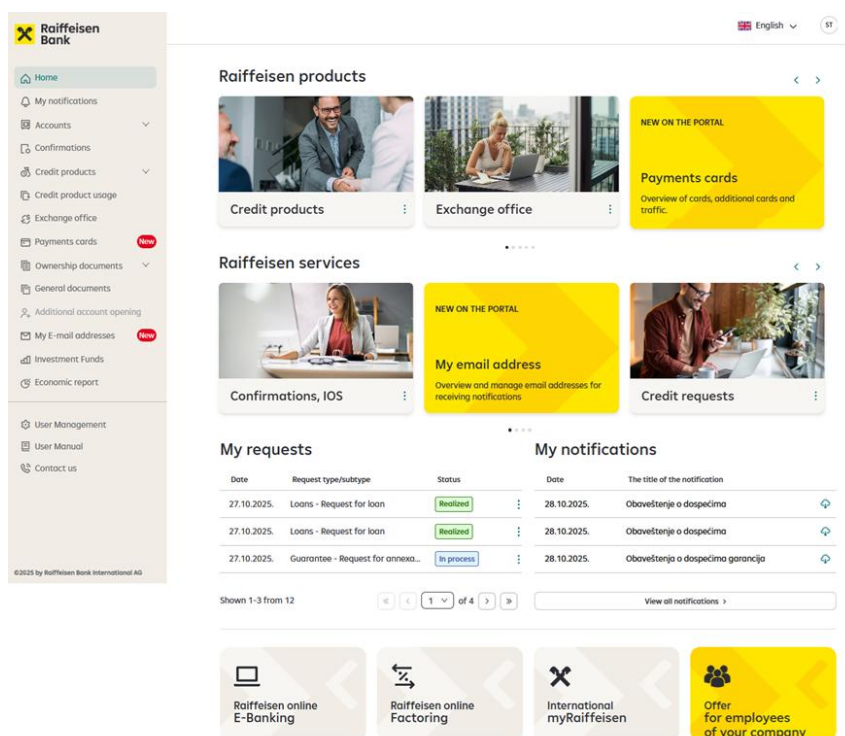 Raiffeisen
Bank
English
ST
Home
My notifications
Accounts
Confirmations
Credit products
Credit product usage
Exchange office
Payments cards
New
Ownership documents
General documents
Additional account opening
My E-mail addresses
New
Investment Funds
Economic report
User Management
User Manual
Contact us
©2025 by Raiffeisen Bank International AG
Raiffeisen products
Credit products
Exchange office
NEW ON THE PORTAL
Payments cards
Overview of cards, additional cards and
traffic.
Raiffeisen services
Confirmations, IOS
NEW ON THE PORTAL
My email address
Overview and manage email addresses for
receiving notifications
Credit requests
My requests
Date Request type/subtype Status
27.10.2025. Loans - Request for loan Realized
27.10.2025. Loans - Request for loan Realized
27.10.2025. Guarantee - Request for annexa... In process
Shown 1-3 from 12
« ‹ 1 of 4 › »
My notifications
Date The title of the notification
28.10.2025. Obaveštenje o dospećima
28.10.2025. Obaveštenje o dospećima
28.10.2025. Obaveštenja o dospećima garancija
View all notifications ›
Raiffeisen online
E-Banking
Raiffeisen online
Factoring
International
myRaiffeisen
Offer
for employees
of your company